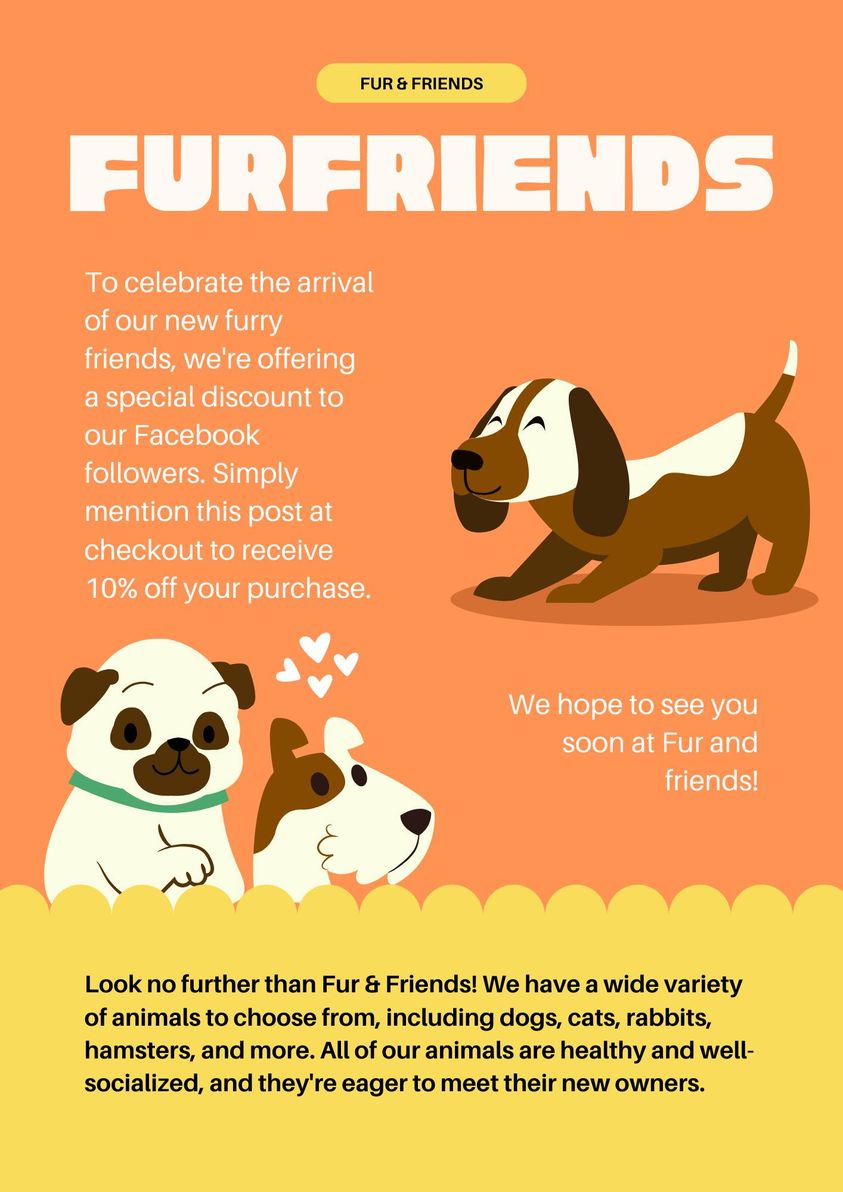 FUR & FRIENDS
FURFRIENDS
To celebrate the arrival
of our new furry
friends, we're offering
a special discount to
our Facebook
followers. Simply
mention this post at
checkout to receive
10% off your purchase.
We hope to see you
soon at Fur and
friends!
Look no further than Fur & Friends! We have a wide variety
of animals to choose from, including dogs, cats, rabbits,
hamsters, and more. All of our animals are healthy and well-
socialized, and they're eager to meet their new owners.